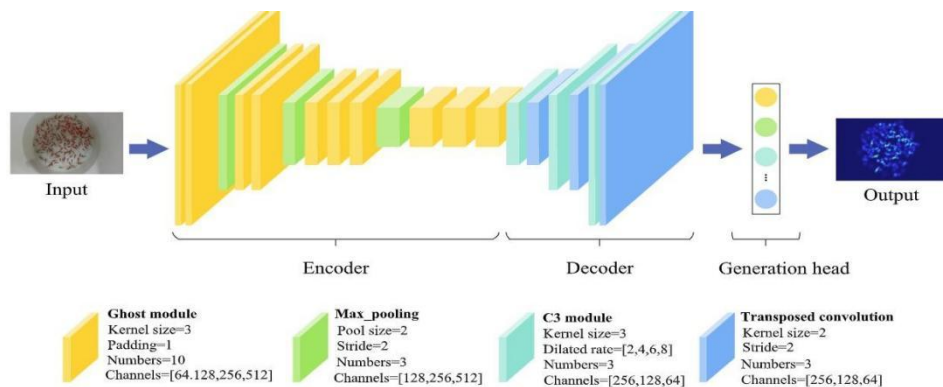 Input
Output
Encoder
Decoder
Generation head
Ghost module
Kernel size=3
Padding=1
Numbers=10
Channels=[64.128,256,512]
Max_pooling
Pool size=2
Stride=2
Numbers=3
Channels=[128,256,512]
C3 module
Kernel size=3
Dilated rate=[2,4,6,8]
Numbers=3
Channels=[256,128,64]
Transposed convolution
Kernel size=2
Stride=2
Numbers=3
Channels=[256,128,64]